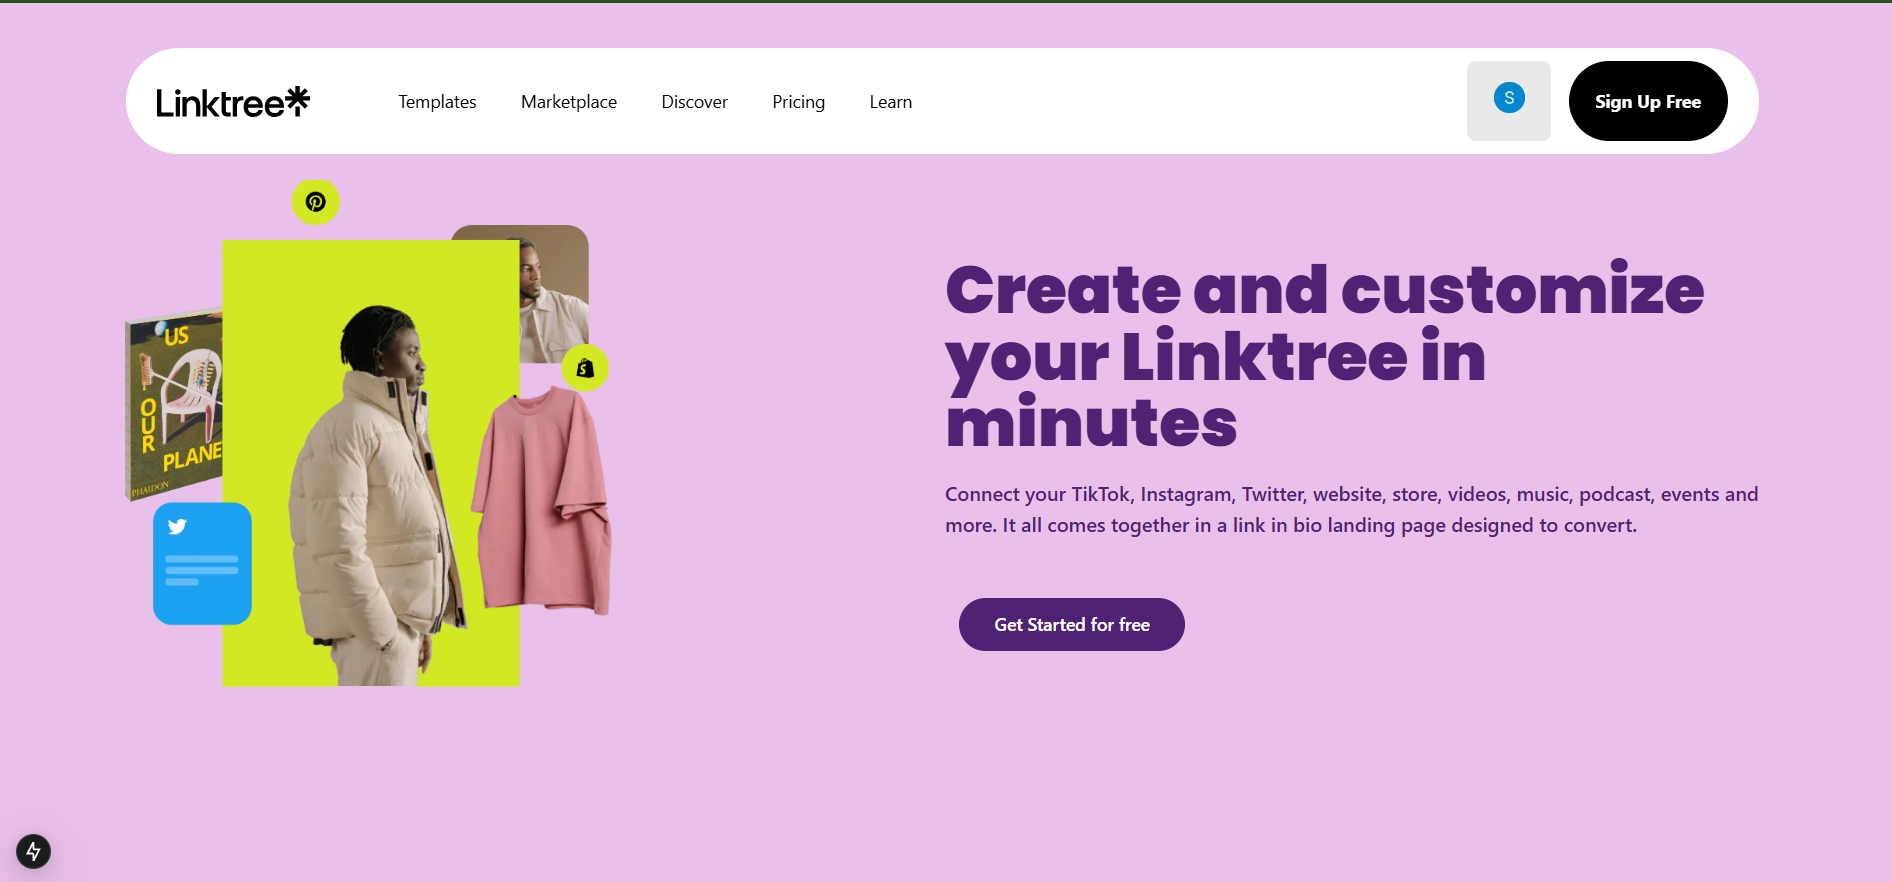 Linktree
Templates Marketplace Discover Pricing Learn
S
Sign Up Free
US
OUR
PLANE
PHAIDON
Create and customize
your Linktree in
minutes
Connect your TikTok, Instagram, Twitter, website, store, videos, music, podcast, events and
more. It all comes together in a link in bio landing page designed to convert.
Get Started for free